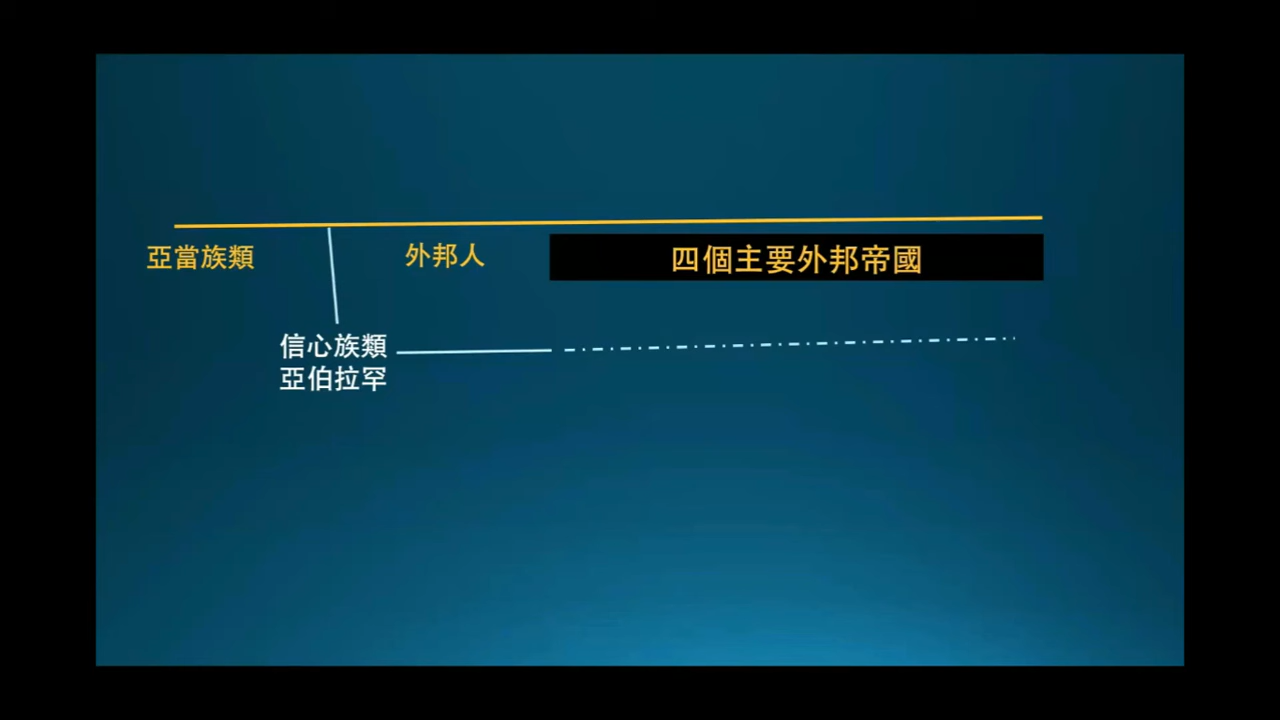 亞當族類
外邦人
四個主要外邦帝國
信心族類
亞伯拉罕